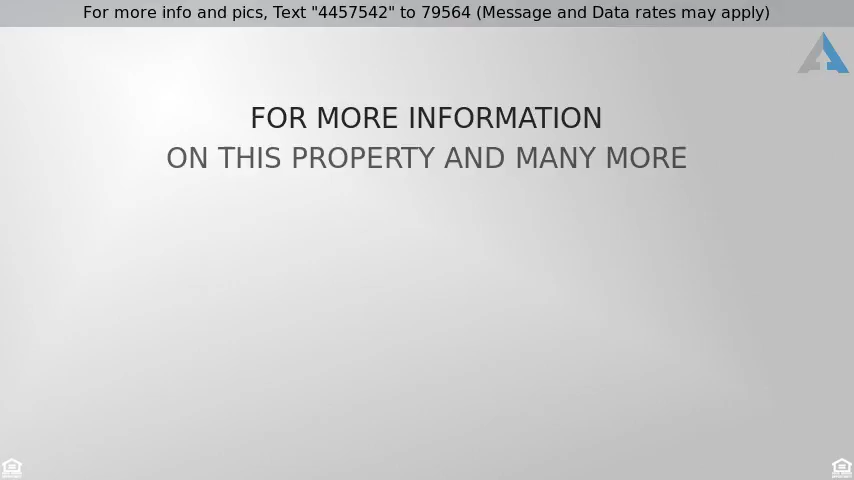 For more info and pics, Text "4457542" to 79564 (Message and Data rates may apply)
FOR MORE INFORMATION
ON THIS PROPERTY AND MANY MORE